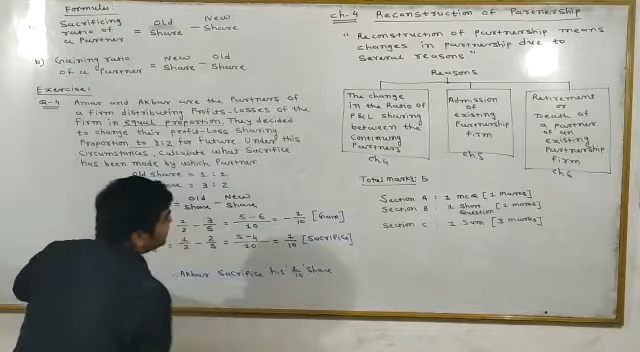 Formula:
Sacrificing
ratio of
a Partner = Old Share - New Share
b) Gaining ratio
of a Partner = New Share - Old Share
Exercise:
Q-4 Amar and Akbar are the Partners of
a firm distributing Profits-Losses of the
firm in equal proportion. They decided
to change their profit-loss sharing
Proportion to 3:2 for future. Under this
Circumstances, Calculate what Sacrifice
has been made by which Partner.
Old share = 1 : 1
= 3 : 2
Old Share - New Share
1/2 - 3/5 = 5-6/10 = -1/10 [Gain]
= 1/2 - 2/5 = 5-4/10 = 1/10 [Sacrifice]
∴ Akbar Sacrifice his 1/10 share
ch.4 Reconstruction of Partnership
" Reconstruction of partnership means
changes in partnership due to
several reasons "
Reasons
The change
in the Ratio of
P&L sharing
between the
Continuing
Partners
ch4
Admission
of
existing
Partnership
firm
ch.5
Retirement
or
Death of
a partner
of an
existing
Partnership
firm
ch6
Total marks: 5
Section A : 1 mcq [1 marks]
Section B : 1 Short Question [1 marks]
Section C : 1 Sum [3 marks]